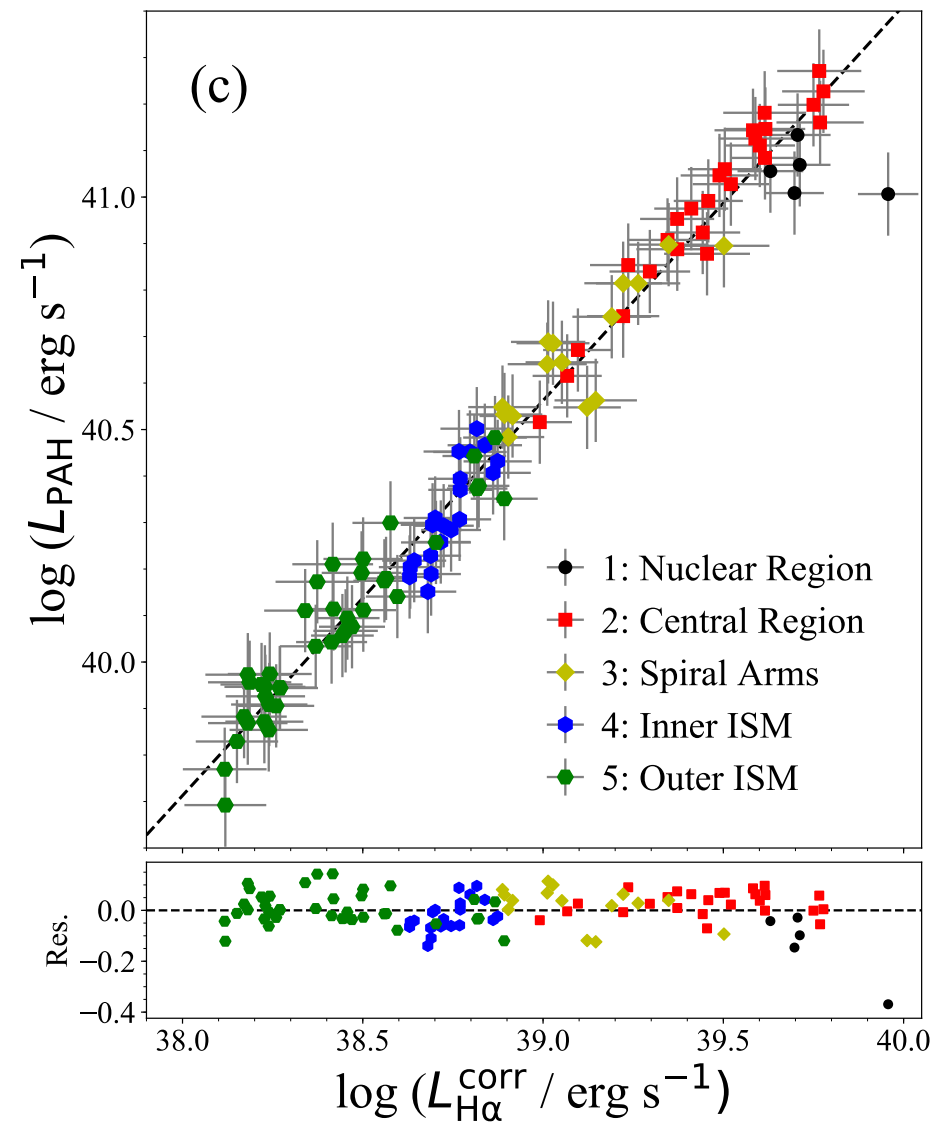 (c)
log (L_PAH / erg s⁻¹)
41.0
40.5
40.0
1: Nuclear Region
2: Central Region
3: Spiral Arms
4: Inner ISM
5: Outer ISM
Res.
0.0
−0.2
−0.4
38.0 38.5 39.0 39.5 40.0
log (L_Hα^corr / erg s⁻¹)